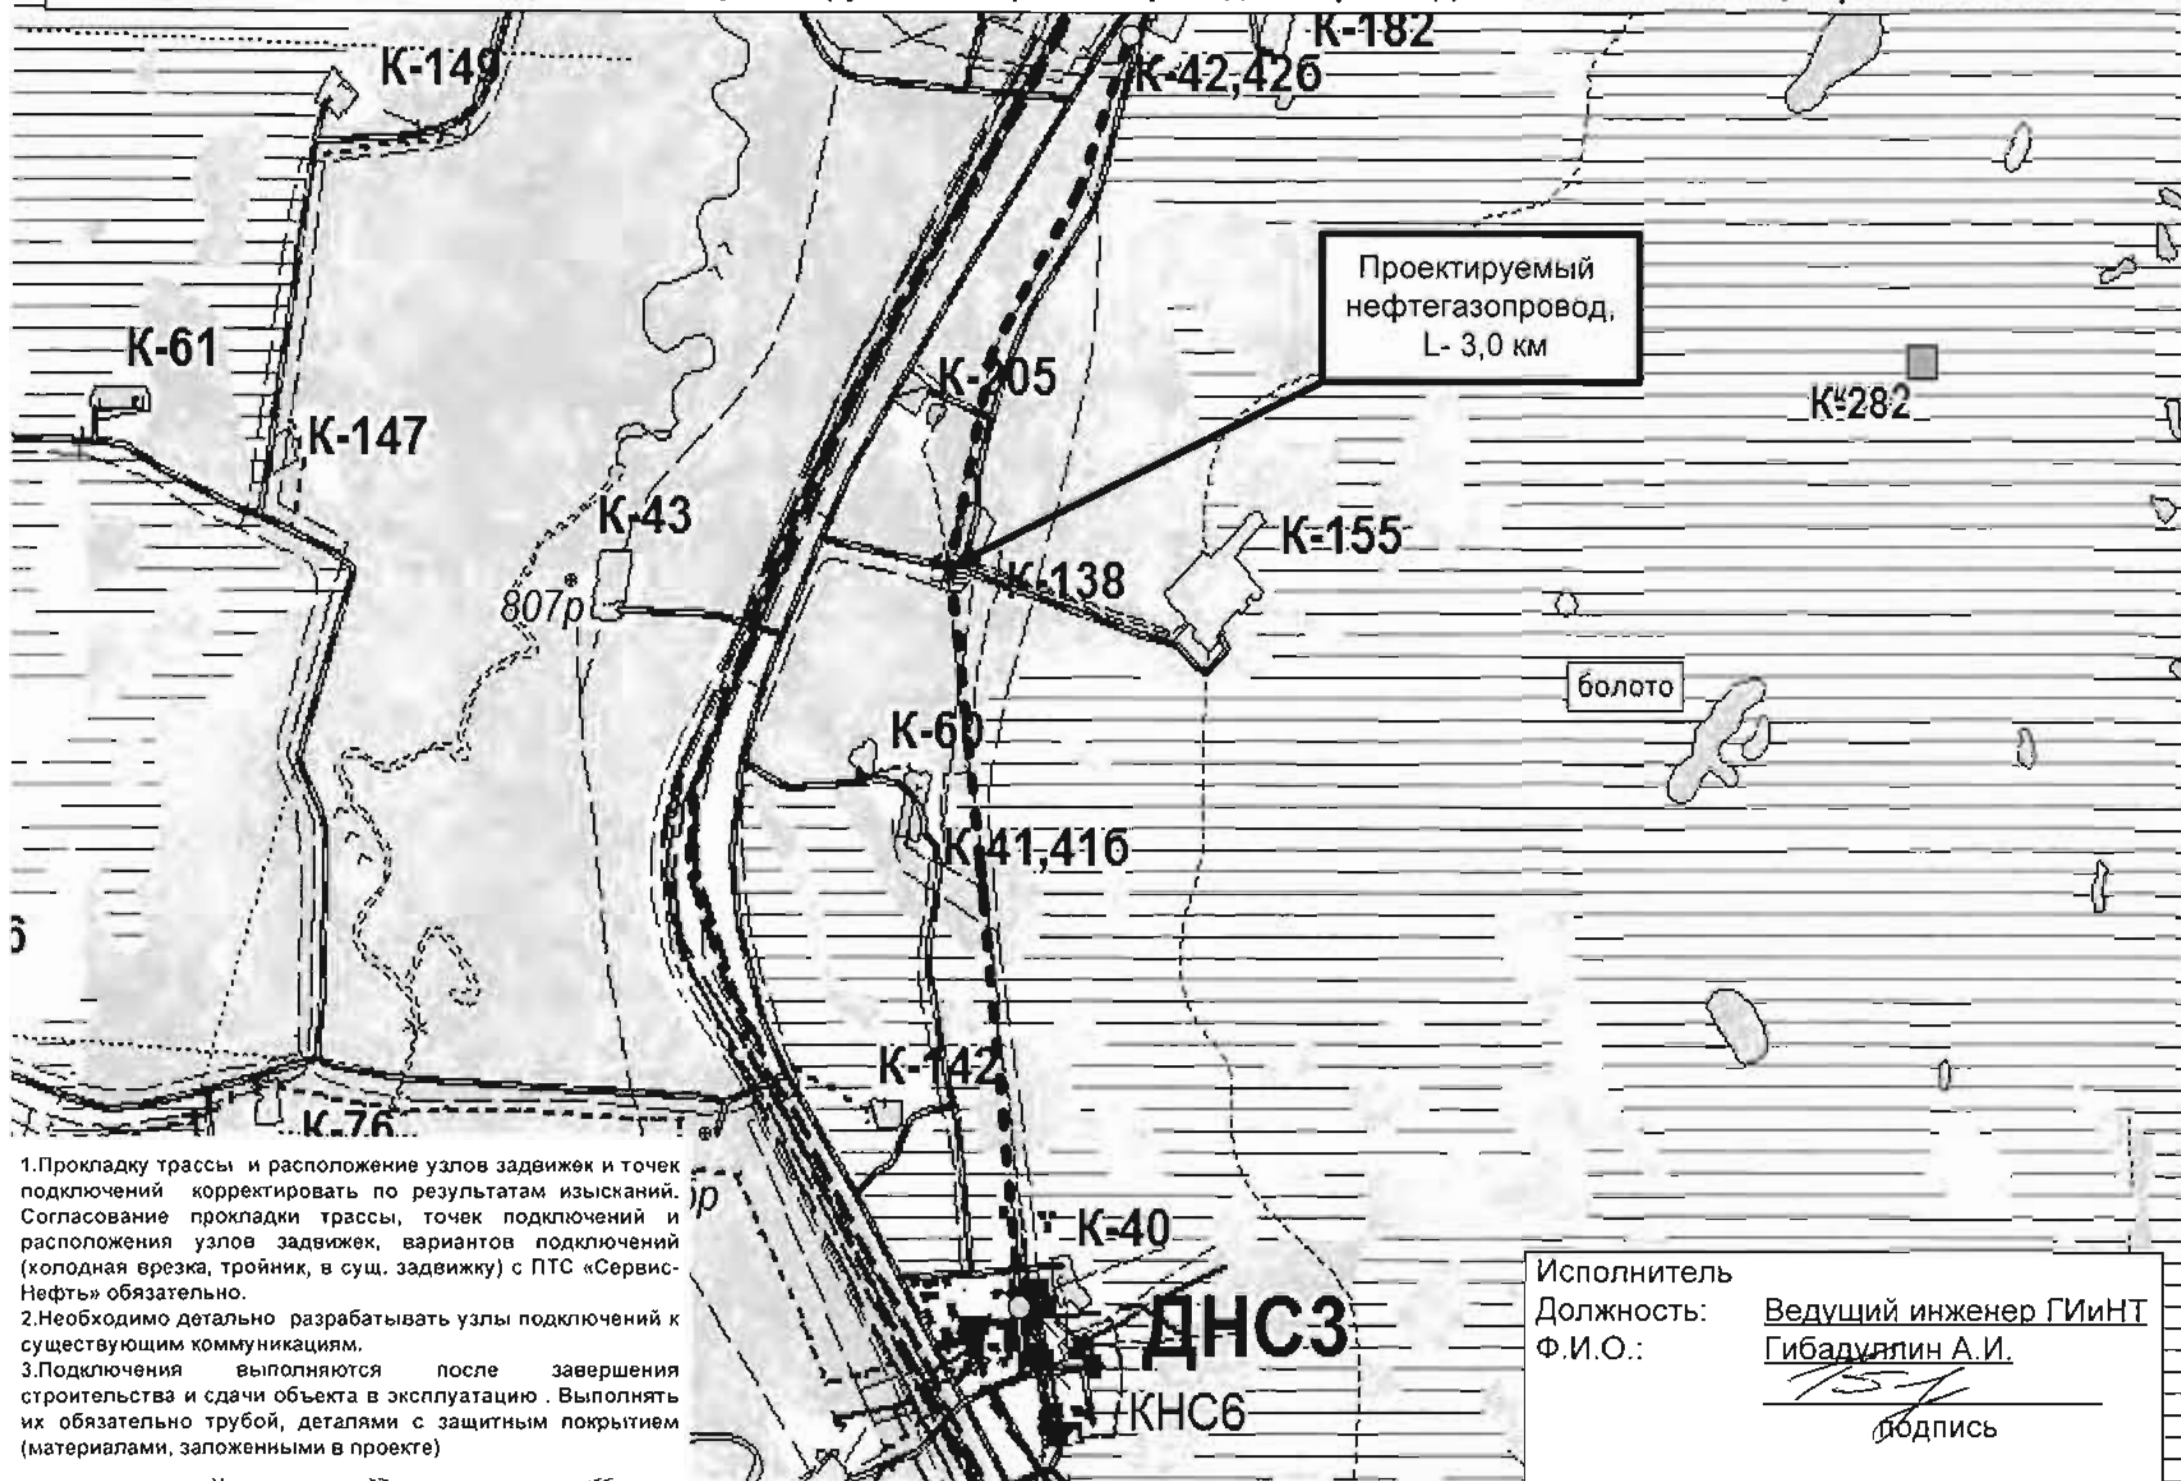 К-182
К-149
К-42,42б
Проектируемый
нефтегазопровод,
L- 3,0 км
К-61
К-205
К-282
К-147
К-43
К-155
807р
К-138
болото
К-60
К-41,41б
К-142
К-76
1.Прокладку трассы и расположение узлов задвижек и точек
подключений корректировать по результатам изысканий.
Согласование прокладки трассы, точек подключений и
расположения узлов задвижек, вариантов подключений
(холодная врезка, тройник, в сущ. задвижку) с ПТС «Сервис-
Нефть» обязательно.
2.Необходимо детально разрабатывать узлы подключений к
существующим коммуникациям.
3.Подключения выполняются после завершения
строительства и сдачи объекта в эксплуатацию . Выполнять
их обязательно трубой, деталями с защитным покрытием
(материалами, заложенными в проекте)
К-40
ДНС3
КНС6
Исполнитель
Должность: Ведущий инженер ГИиНТ
Ф.И.О.: Гибадуллин А.И.
подпись